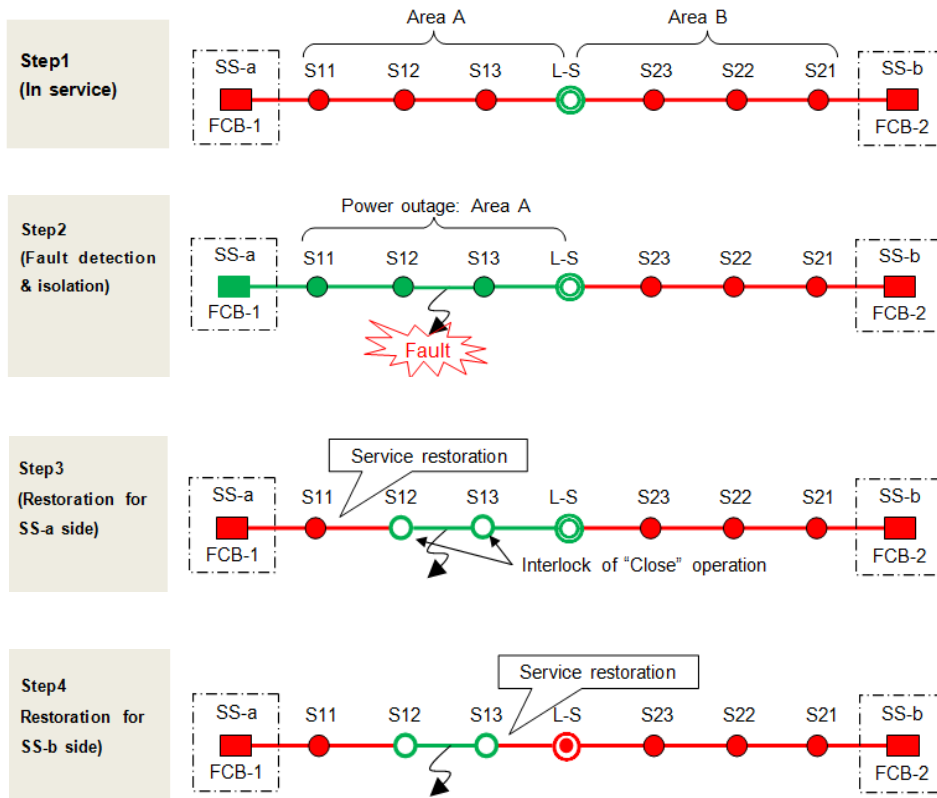 Step1
(In service)
Area A
Area B
SS-a
S11
S12
S13
L-S
S23
S22
S21
SS-b
FCB-1
FCB-2
Step2
(Fault detection
& isolation)
Power outage: Area A
SS-a
S11
S12
S13
L-S
S23
S22
S21
SS-b
FCB-1
FCB-2
Fault
Step3
(Restoration for
SS-a side)
Service restoration
SS-a
S11
S12
S13
L-S
S23
S22
S21
SS-b
FCB-1
FCB-2
Interlock of “Close” operation
Step4
Restoration for
SS-b side)
Service restoration
SS-a
S11
S12
S13
L-S
S23
S22
S21
SS-b
FCB-1
FCB-2